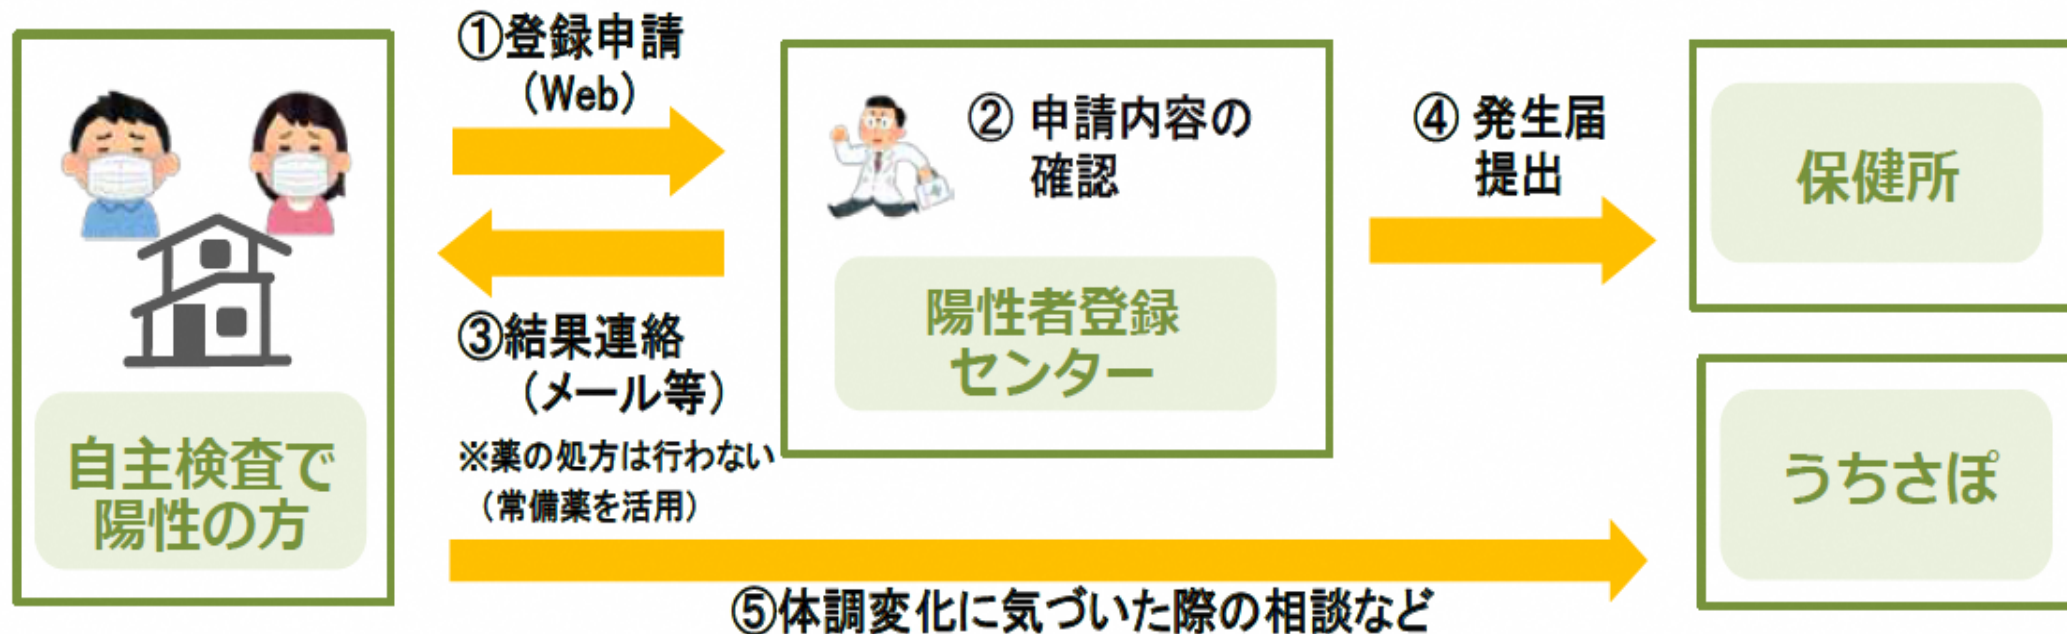 自主検査で
陽性の方
①登録申請
（Web）
③結果連絡
（メール等）
※薬の処方は行わない
（常備薬を活用）
② 申請内容の
確認
陽性者登録
センター
④ 発生届
提出
保健所
うちさぽ
⑤体調変化に気づいた際の相談など